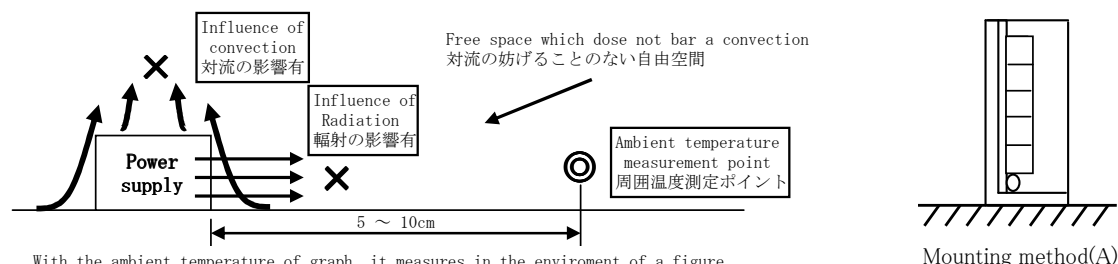 Influence of
convection
対流の影響有
Free space which dose not bar a convection
対流の妨げることのない自由空間
Influence of
Radiation
輻射の影響有
Power
supply
Ambient temperature
measurement point
周囲温度測定ポイント
5 ～ 10cm
With the ambient temperature of graph, it measures in the enviroment of a figure
Mounting method(A)